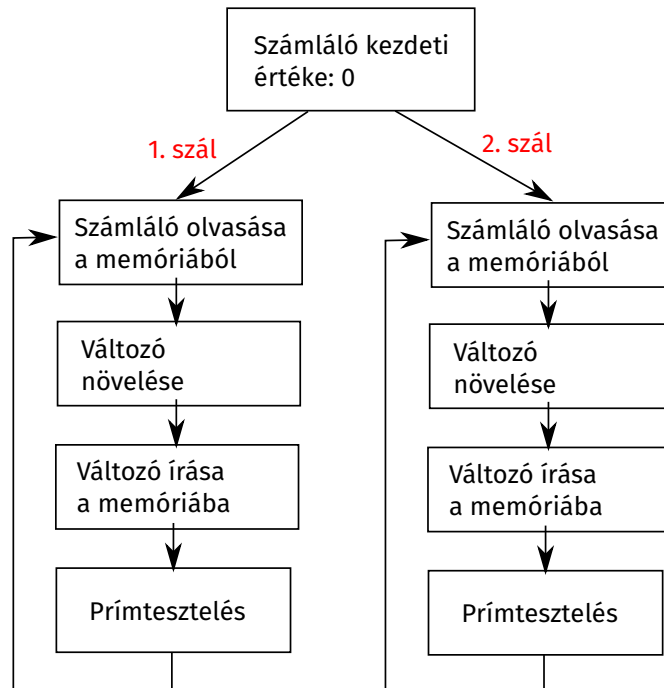 Számláló kezdeti
értéke: 0
1. szál
2. szál
Számláló olvasása
a memóriából
Változó
növelése
Változó írása
a memóriába
Prímtesztelés
Számláló olvasása
a memóriából
Változó
növelése
Változó írása
a memóriába
Prímtesztelés